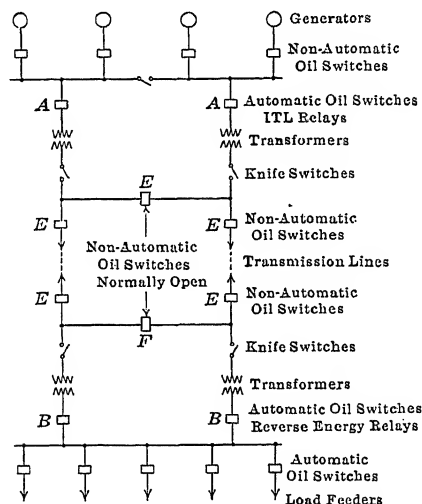 Generators
Non-Automatic
Oil Switches
A
A
Automatic Oil Switches
ITL Relays
Transformers
Knife Switches
E
E
E
Non-Automatic
Oil Switches
Non-Automatic
Oil Switches
Normally Open
Transmission Lines
E
E
Non-Automatic
Oil Switches
F
Knife Switches
Transformers
B
B
Automatic Oil Switches
Reverse Energy Relays
Automatic
Oil Switches
Load Feeders